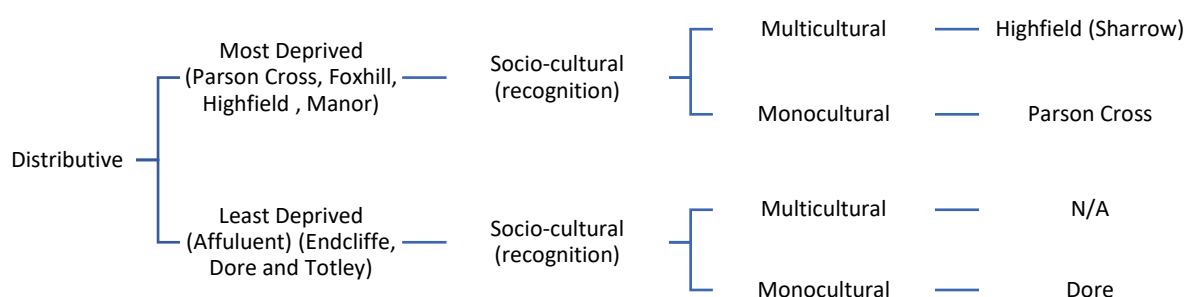 Distributive
Most Deprived
(Parson Cross, Foxhill,
Highfield , Manor)
Socio-cultural
(recognition)
Multicultural
Highfield (Sharrow)
Monocultural
Parson Cross
Least Deprived
(Affuluent) (Endcliffe,
Dore and Totley)
Socio-cultural
(recognition)
Multicultural
N/A
Monocultural
Dore